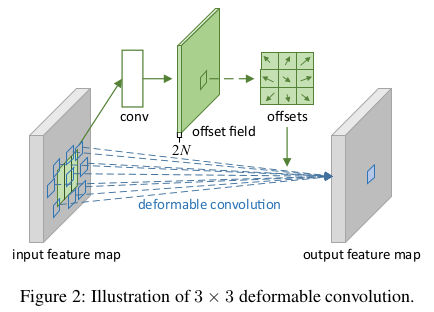 conv
offset field
offsets
2N
deformable convolution
input feature map
output feature map
Figure 2: Illustration of 3 × 3 deformable convolution.